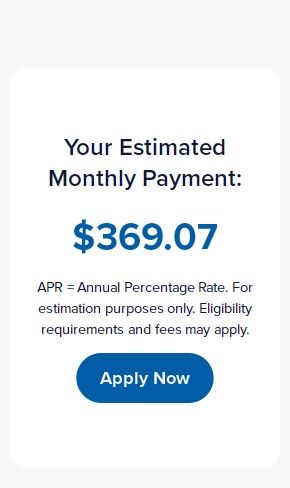 Your Estimated
Monthly Payment:
$369.07
APR = Annual Percentage Rate. For
estimation purposes only. Eligibility
requirements and fees may apply.
Apply Now